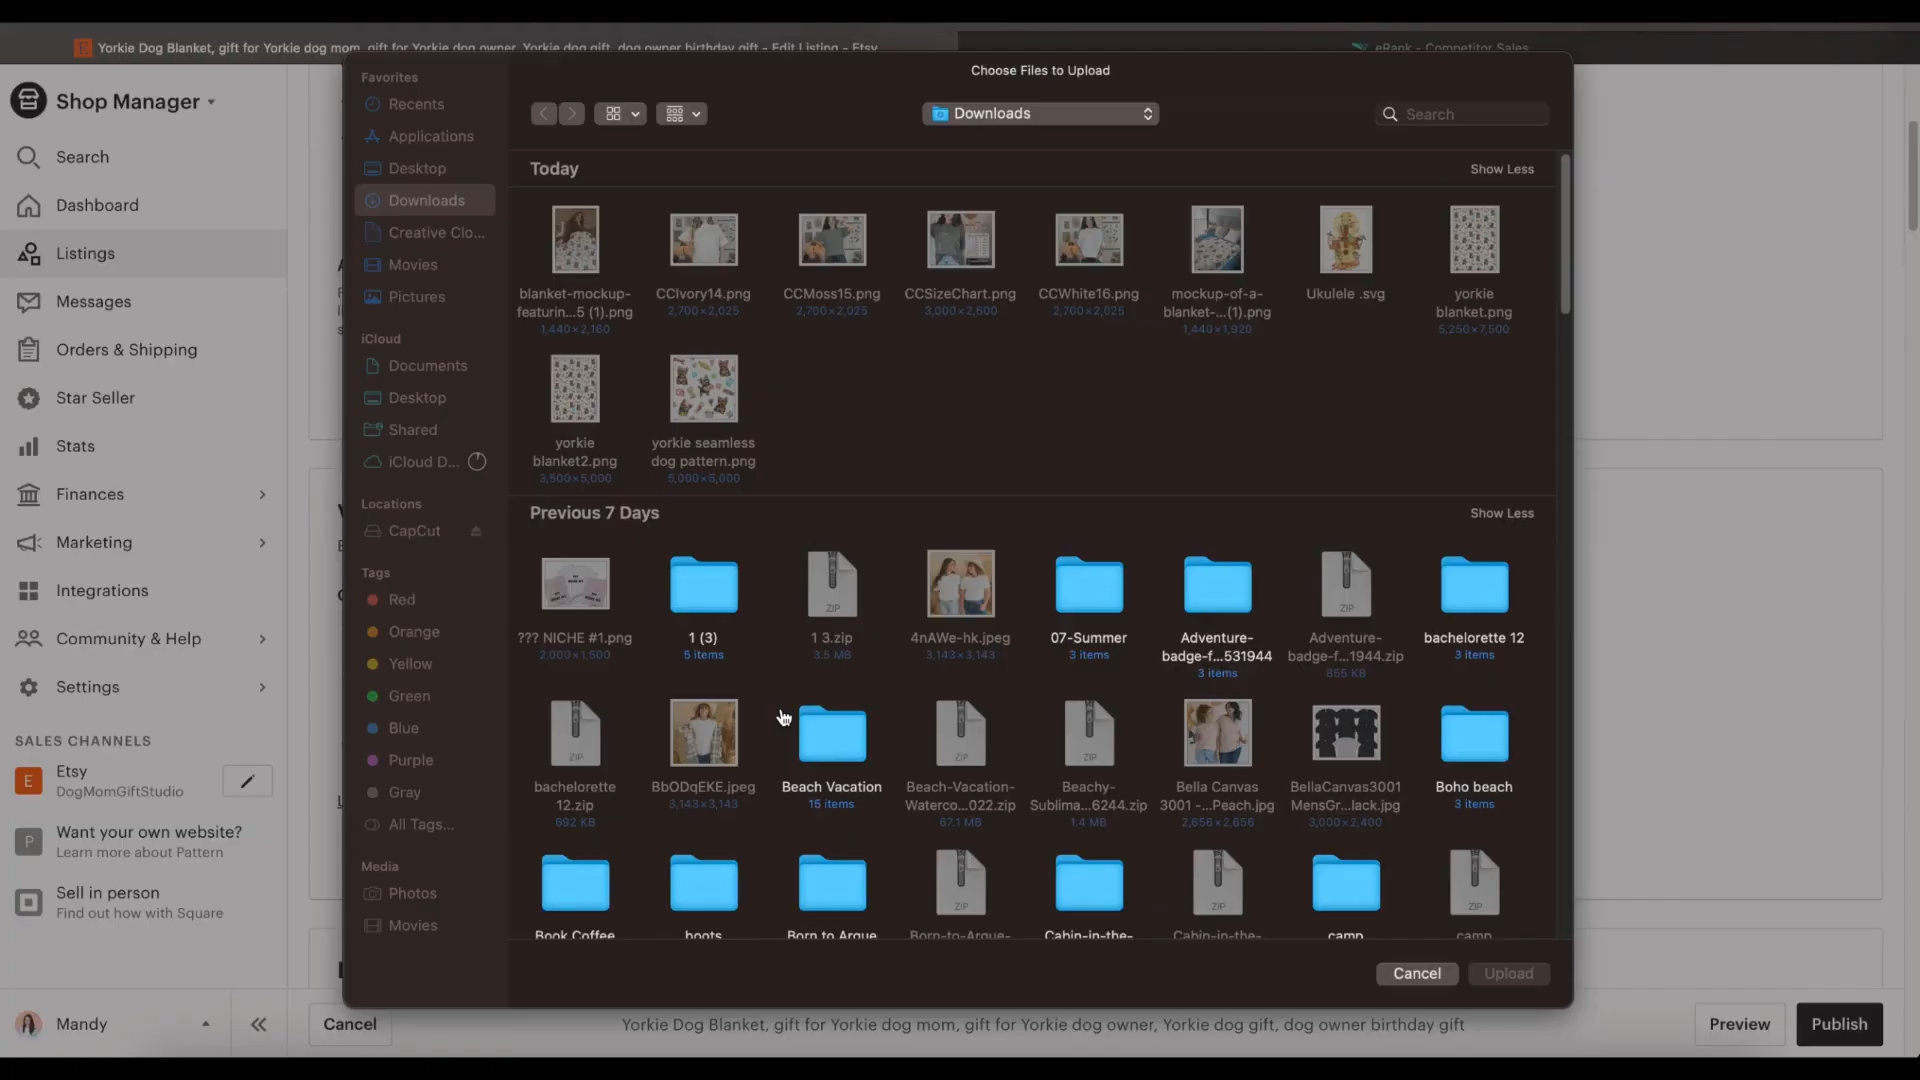 Yorkie Dog Blanket, gift for Yorkie dog mom, gift for Yorkie dog owner, Yorkie dog gift, dog owner birthday gift - Edit Listing - Etsy
eRank - Competitor Sales
Shop Manager
Search
Dashboard
Listings
Messages
Orders & Shipping
Star Seller
Stats
Finances
Marketing
Integrations
Community & Help
Settings
SALES CHANNELS
E
Etsy
DogMomGiftStudio
P
Want your own website?
Learn more about Pattern
Sell in person
Find out how with Square
Mandy
Favorites
Recents
Applications
Desktop
Downloads
Creative Clo...
Movies
Pictures
iCloud
Documents
Desktop
Shared
iCloud D...
Locations
CapCut
Tags
Red
Orange
Yellow
Green
Blue
Purple
Gray
All Tags...
Media
Photos
Movies
Choose Files to Upload
Downloads
Search
Today
Show Less
blanket-mockup-
featurin...5 (1).png
1,440×2,160
CCIvory14.png
2,700×2,025
CCMoss15.png
2,700×2,025
CCSizeChart.png
3,000×2,500
CCWhite16.png
2,700×2,025
mockup-of-a-
blanket-...(1).png
1,440×1,920
Ukulele .svg
yorkie
blanket.png
5,250×7,500
yorkie
blanket2.png
3,500×5,000
yorkie seamless
dog pattern.png
5,000×5,000
Previous 7 Days
Show Less
??? NICHE #1.png
2,000×1,500
1 (3)
5 items
ZIP
1 3.zip
3.5 MB
4nAWe-hk.jpeg
3,143×3,143
07-Summer
3 items
Adventure-
badge-f...531944
3 items
ZIP
Adventure-
badge-f...1944.zip
855 KB
bachelorette 12
3 items
ZIP
bachelorette
12.zip
692 KB
BbODqEKE.jpeg
3,143×3,143
Beach Vacation
15 items
ZIP
Beach-Vacation-
Waterco...022.zip
67.1 MB
ZIP
Beachy-
Sublima...6244.zip
1.4 MB
Bella Canvas
3001 -...Peach.jpg
2,656×2,656
BellaCanvas3001
MensGr...lack.jpg
3,000×2,400
Boho beach
3 items
Book Coffee
boots
Born to Argue
ZIP
Born-to-Argue-
Cabin-in-the-
ZIP
Cabin-in-the-
camp
ZIP
camp
Cancel
Upload
Cancel
Yorkie Dog Blanket, gift for Yorkie dog mom, gift for Yorkie dog owner, Yorkie dog gift, dog owner birthday gift
Preview
Publish